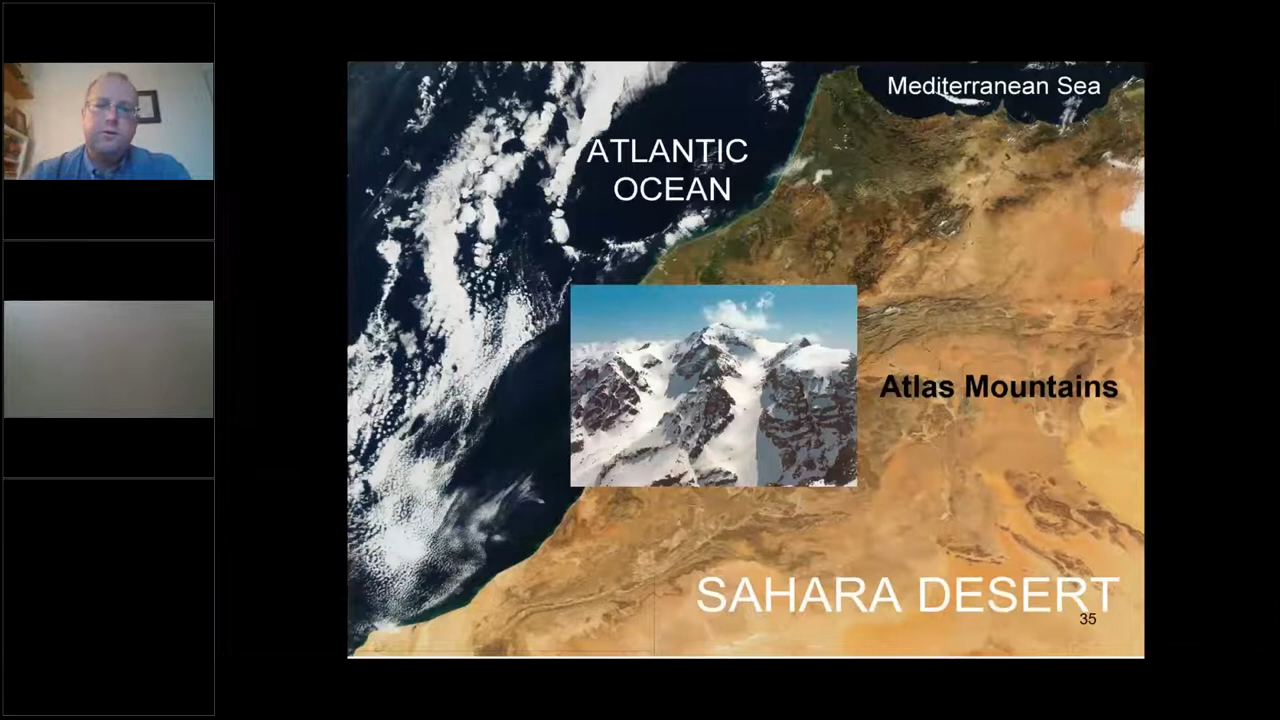 Mediterranean Sea
ATLANTIC
OCEAN
Atlas Mountains
SAHARA DESERT
35